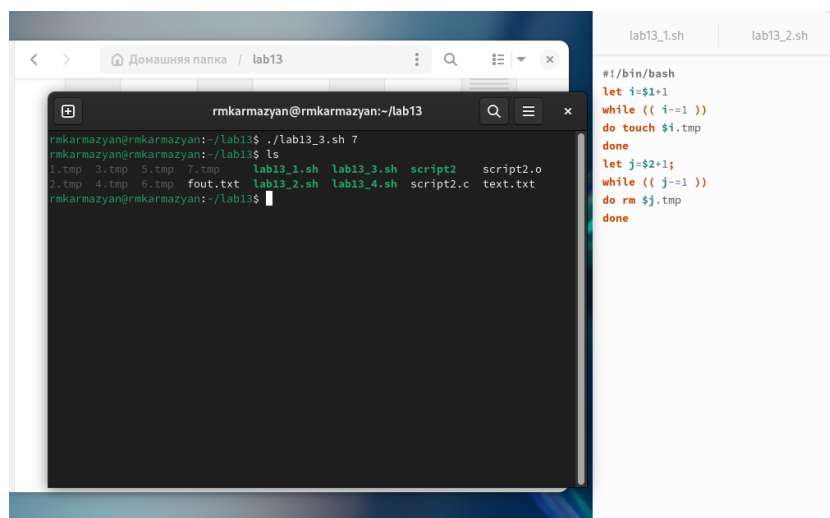 Домашняя папка / lab13
rmkarmazyan@rmkarmazyan:~/lab13
rmkarmazyan@rmkarmazyan:~/lab13$ ./lab13_3.sh 7
rmkarmazyan@rmkarmazyan:~/lab13$ ls
1.tmp 3.tmp 5.tmp 7.tmp lab13_1.sh lab13_3.sh script2 script2.o
2.tmp 4.tmp 6.tmp fout.txt lab13_2.sh lab13_4.sh script2.c text.txt
rmkarmazyan@rmkarmazyan:~/lab13$
lab13_1.sh lab13_2.sh
#!/bin/bash
let i=$1+1
while (( i-=1 ))
do touch $i.tmp
done
let j=$2+1;
while (( j-=1 ))
do rm $j.tmp
done